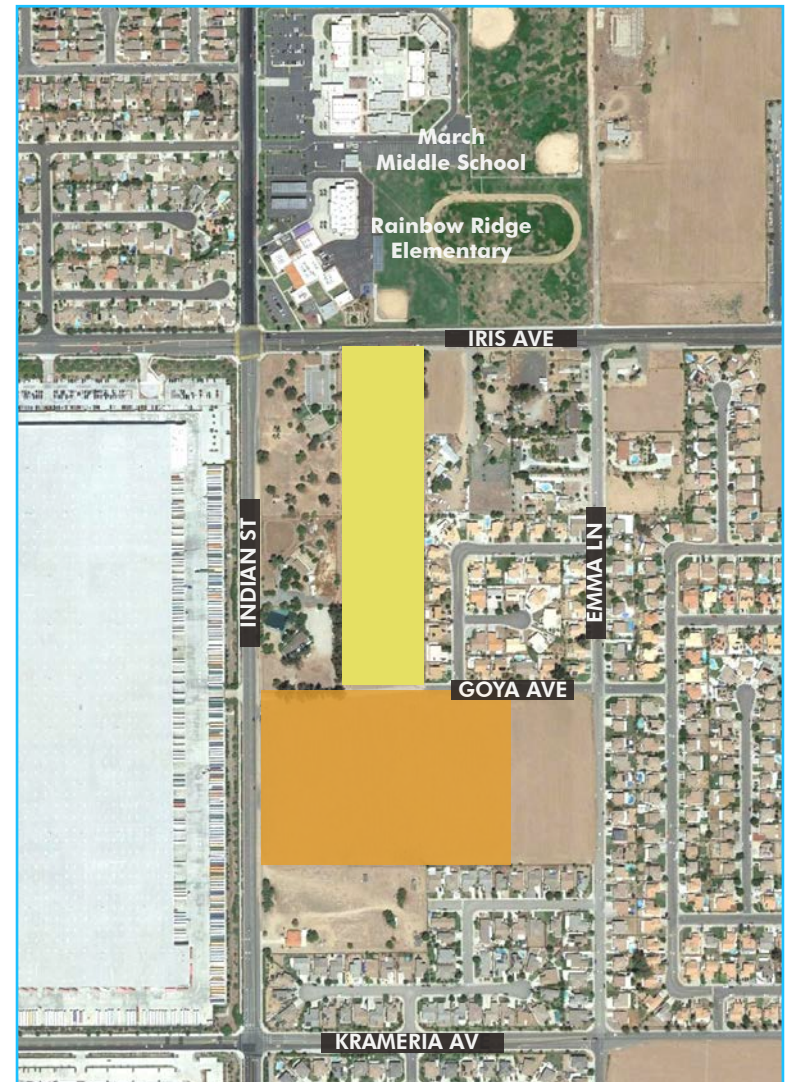 March
Middle School
Rainbow Ridge
Elementary
IRIS AVE
INDIAN ST
EMMA LN
GOYA AVE
KRAMERIA AV